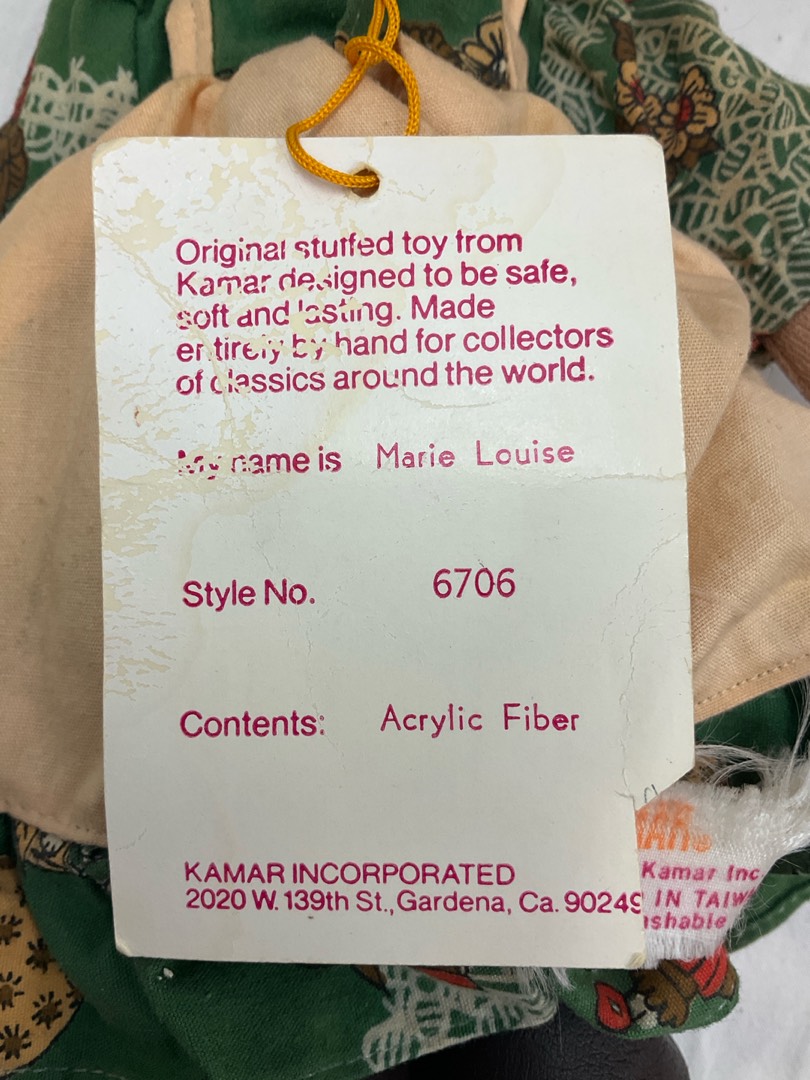 Original stuffed toy from
Kamar designed to be safe,
soft and lasting. Made
entirely by hand for collectors
of classics around the world.
My name is Marie Louise
Style No. 6706
Contents: Acrylic Fiber
KAMAR INCORPORATED
2020 W. 139th St., Gardena, Ca. 90249
Kamar Inc
IN TAIW
ashable